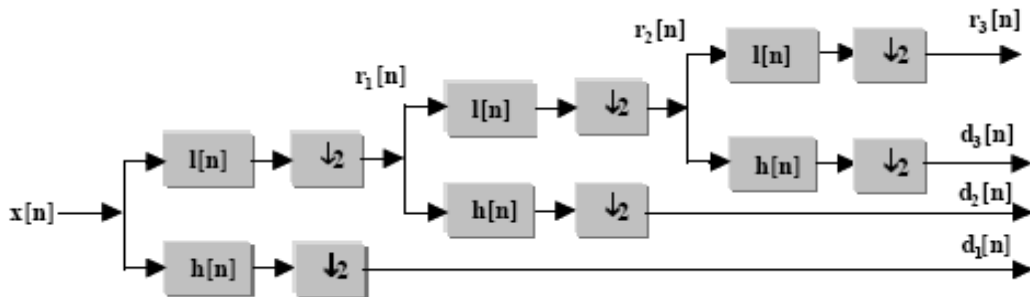 r₃[n]
r₂[n]
l[n]
↓2
r₁[n]
l[n]
↓2
d₃[n]
l[n]
↓2
h[n]
↓2
d₂[n]
x[n]
h[n]
↓2
d₁[n]
h[n]
↓2